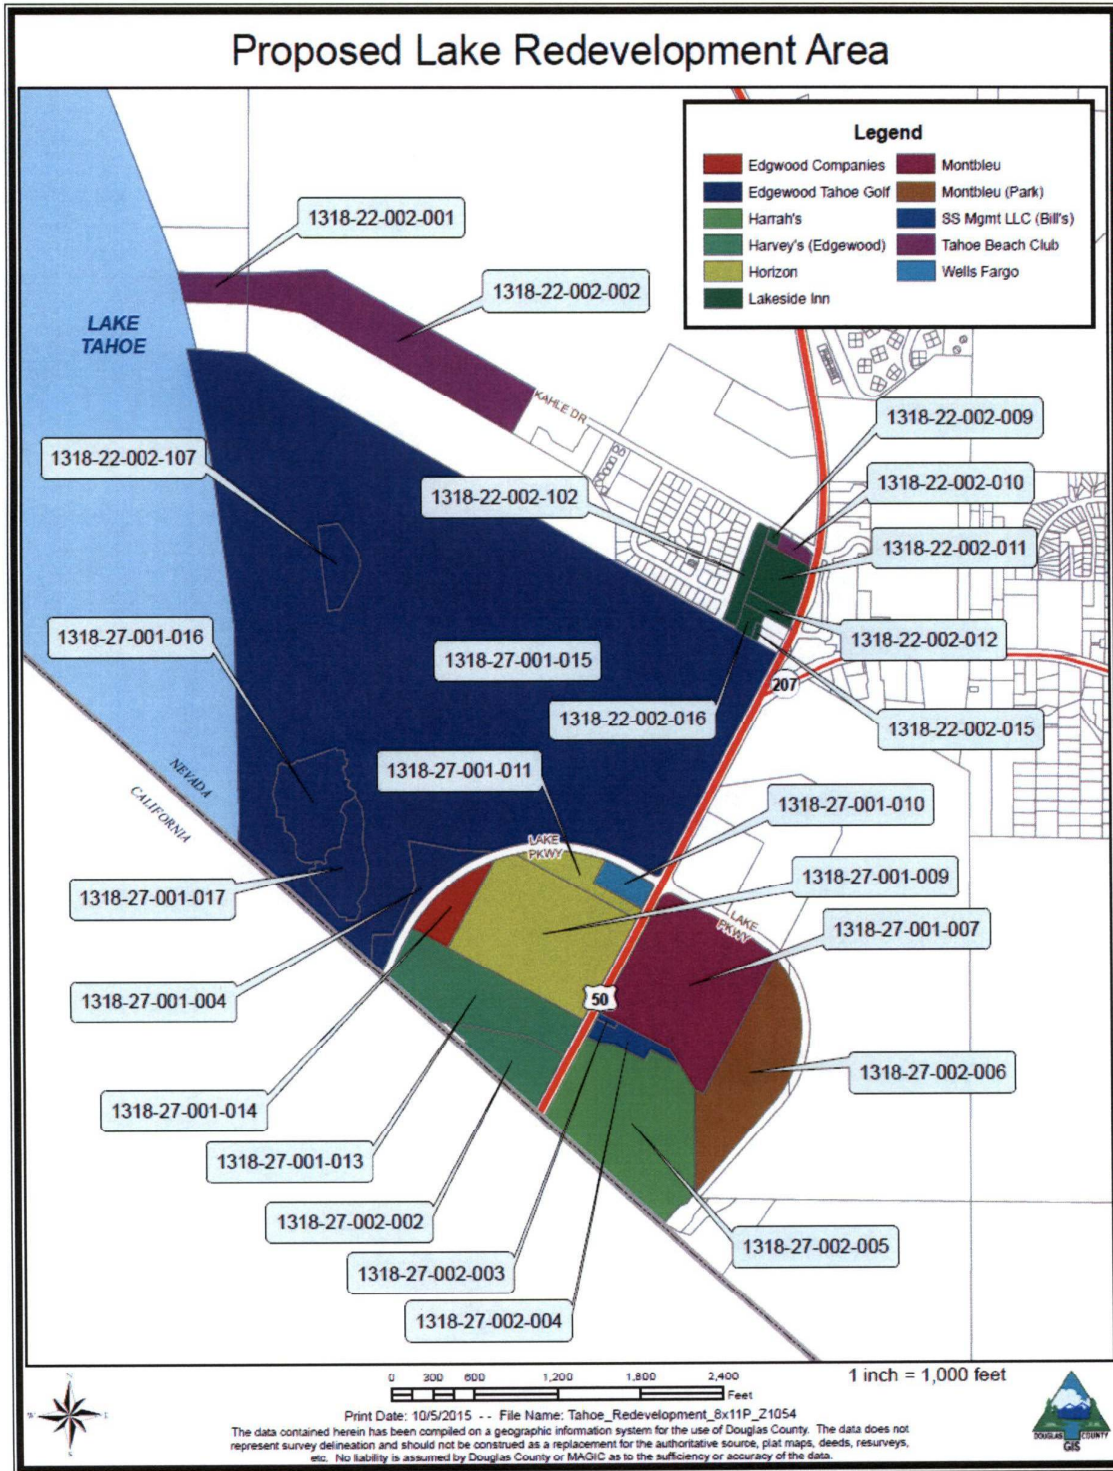 Proposed Lake Redevelopment Area
Legend
Edgwood Companies
Edgewood Tahoe Golf
Harrah's
Harvey's (Edgewood)
Horizon
Lakeside Inn
Montbleu
Montbleu (Park)
SS Mgmt LLC (Bill's)
Tahoe Beach Club
Wells Fargo
1318-22-002-001
1318-22-002-002
LAKE
TAHOE
KAHLE DR
1318-22-002-009
1318-22-002-107
1318-22-002-010
1318-22-002-102
1318-22-002-011
1318-27-001-016
1318-22-002-012
1318-27-001-015
207
1318-22-002-016
1318-22-002-015
1318-27-001-011
NEVADA
CALIFORNIA
1318-27-001-010
LAKE
PKWY
1318-27-001-009
1318-27-001-017
LAKE
PKWY
1318-27-001-007
1318-27-001-004
50
1318-27-002-006
1318-27-001-014
1318-27-001-013
1318-27-002-002
1318-27-002-005
1318-27-002-003
1318-27-002-004
N
W
E
0 300 600 1,200 1,800 2,400
Feet
1 inch = 1,000 feet
Print Date: 10/5/2015 -- File Name: Tahoe_Redevelopment_8x11P_Z1054
The data contained herein has been compiled on a geographic information system for the use of Douglas County. The data does not
represent survey delineation and should not be construed as a replacement for the authoritative source, plat maps, deeds, resurveys,
etc. No liability is assumed by Douglas County or MAGIC as to the sufficiency or accuracy of the data.
DOUGLAS COUNTY
GIS